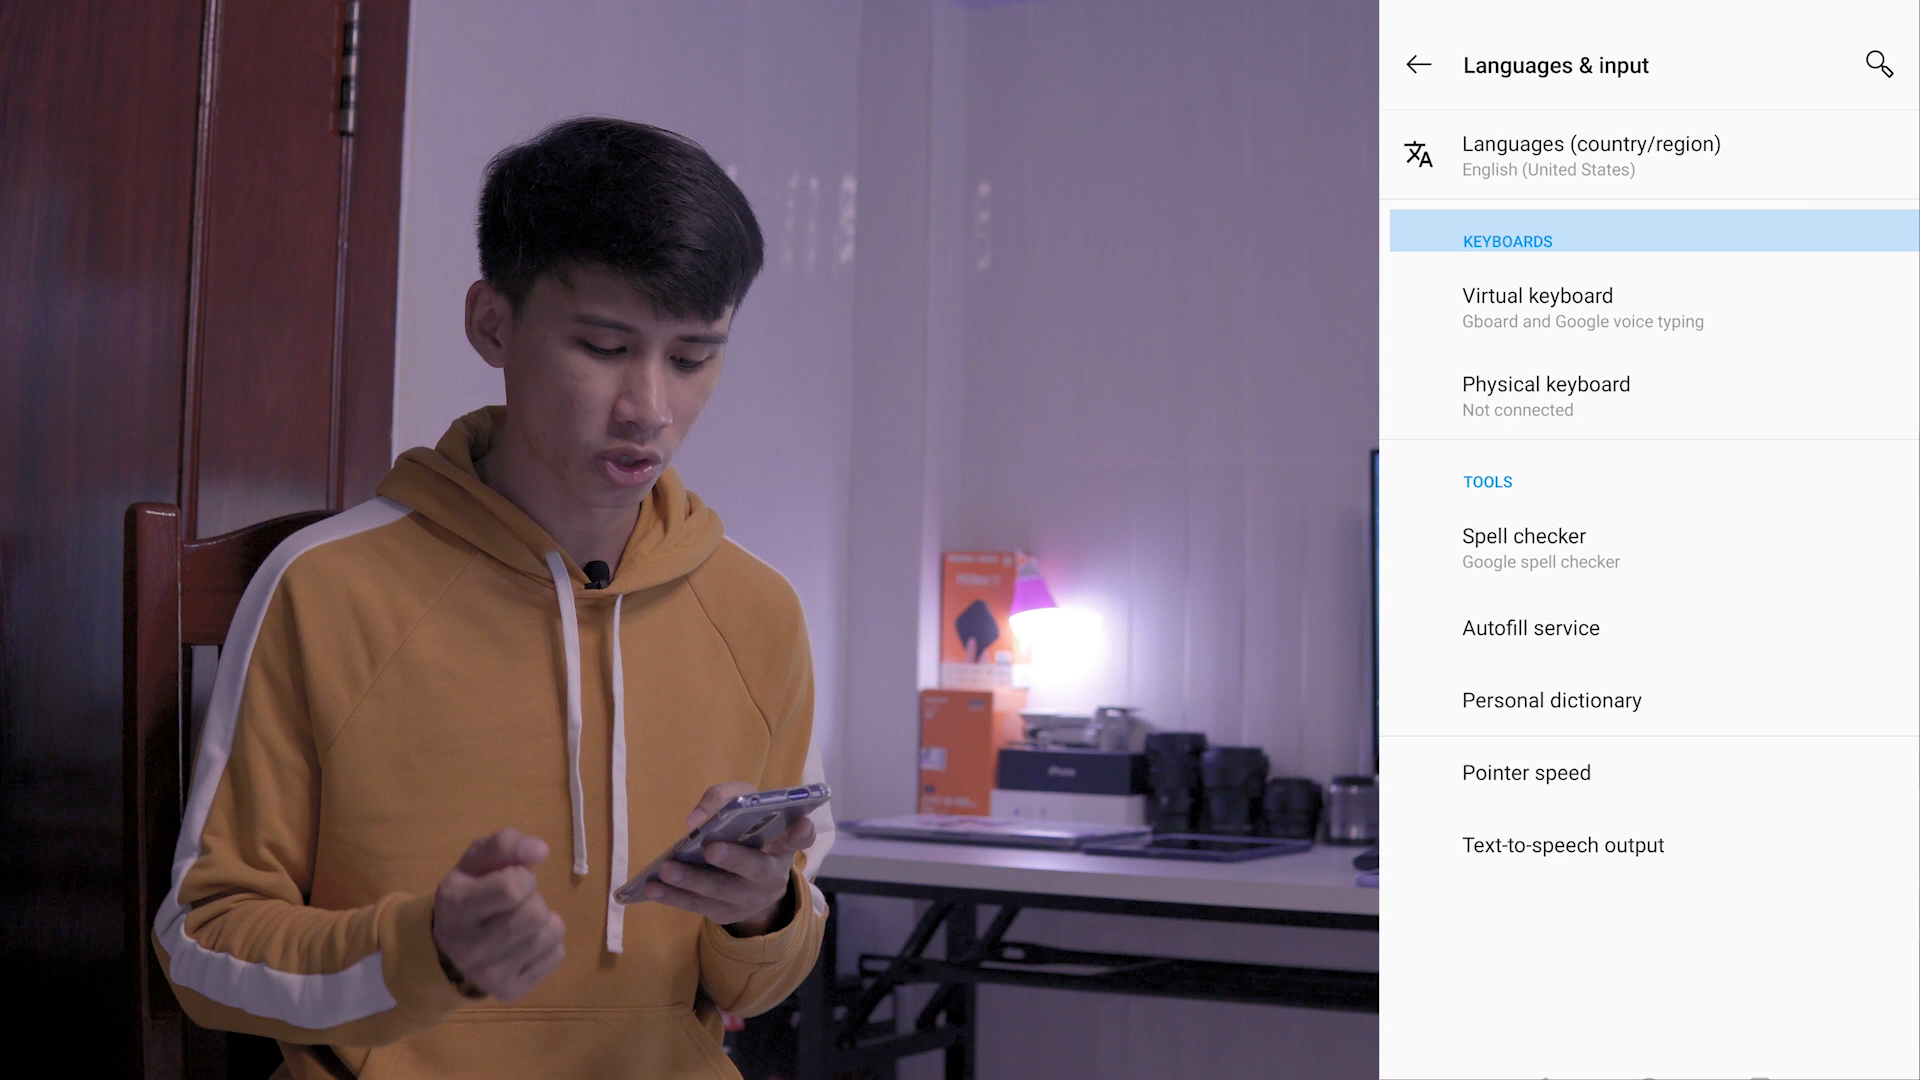 Languages & input
Languages (country/region)
English (United States)
KEYBOARDS
Virtual keyboard
Gboard and Google voice typing
Physical keyboard
Not connected
TOOLS
Spell checker
Google spell checker
Autofill service
Personal dictionary
Pointer speed
Text-to-speech output
iPhone